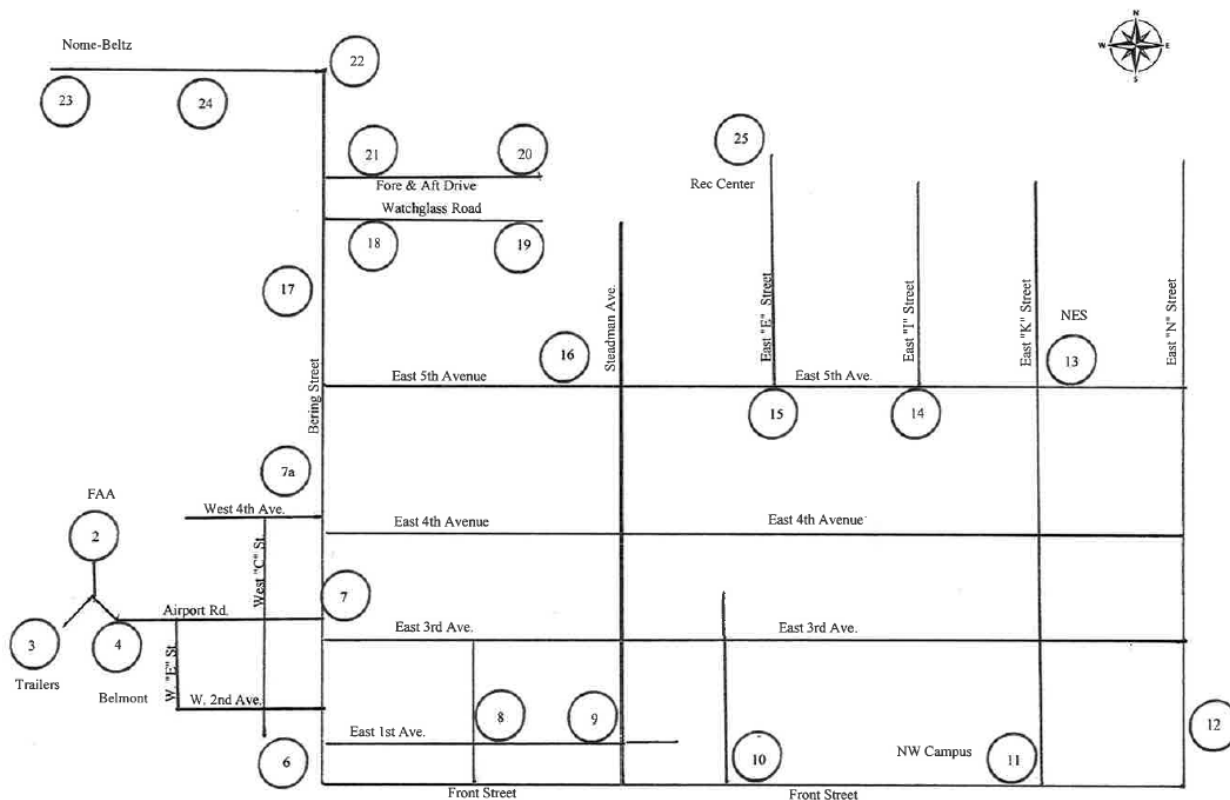 Nome-Beltz
N
W
E
S
22
23
24
25
21
20
Rec Center
Fore & Aft Drive
Watchglass Road
18
19
17
Steadman Ave.
East "E" Street
East "I" Street
East "K" Street
East "N" Street
NES
16
13
East 5th Avenue
East 5th Ave.
Bering Street
15
14
7a
FAA
West 4th Ave.
East 4th Avenue
East 4th Avenue
2
West "C" St.
7
Airport Rd.
3
4
East 3rd Ave.
East 3rd Ave.
Trailers
Belmont
W. "E" St.
W. 2nd Ave.
8
9
12
East 1st Ave.
6
10
NW Campus
11
Front Street
Front Street